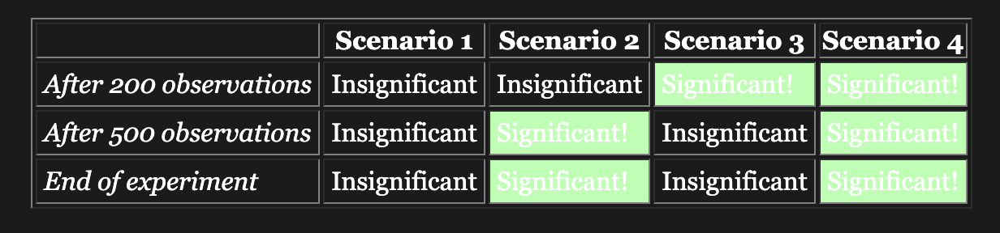 Scenario 1 Scenario 2 Scenario 3 Scenario 4
After 200 observations Insignificant Insignificant Significant! Significant!
After 500 observations Insignificant Significant! Insignificant Significant!
End of experiment Insignificant Significant! Insignificant Significant!